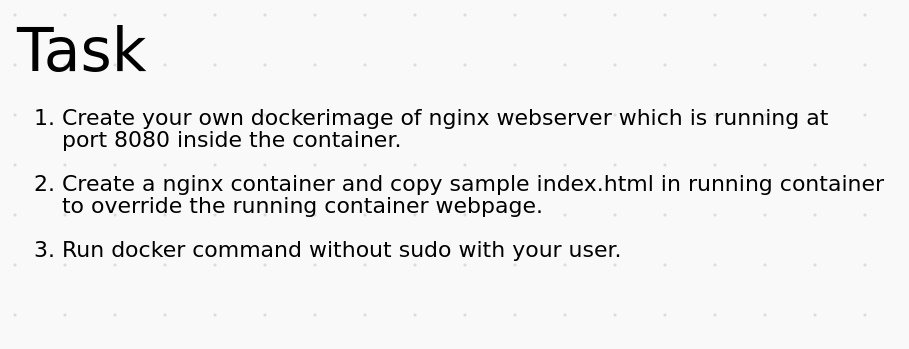 Task
1. Create your own dockerimage of nginx webserver which is running at
port 8080 inside the container.
2. Create a nginx container and copy sample index.html in running container
to override the running container webpage.
3. Run docker command without sudo with your user.